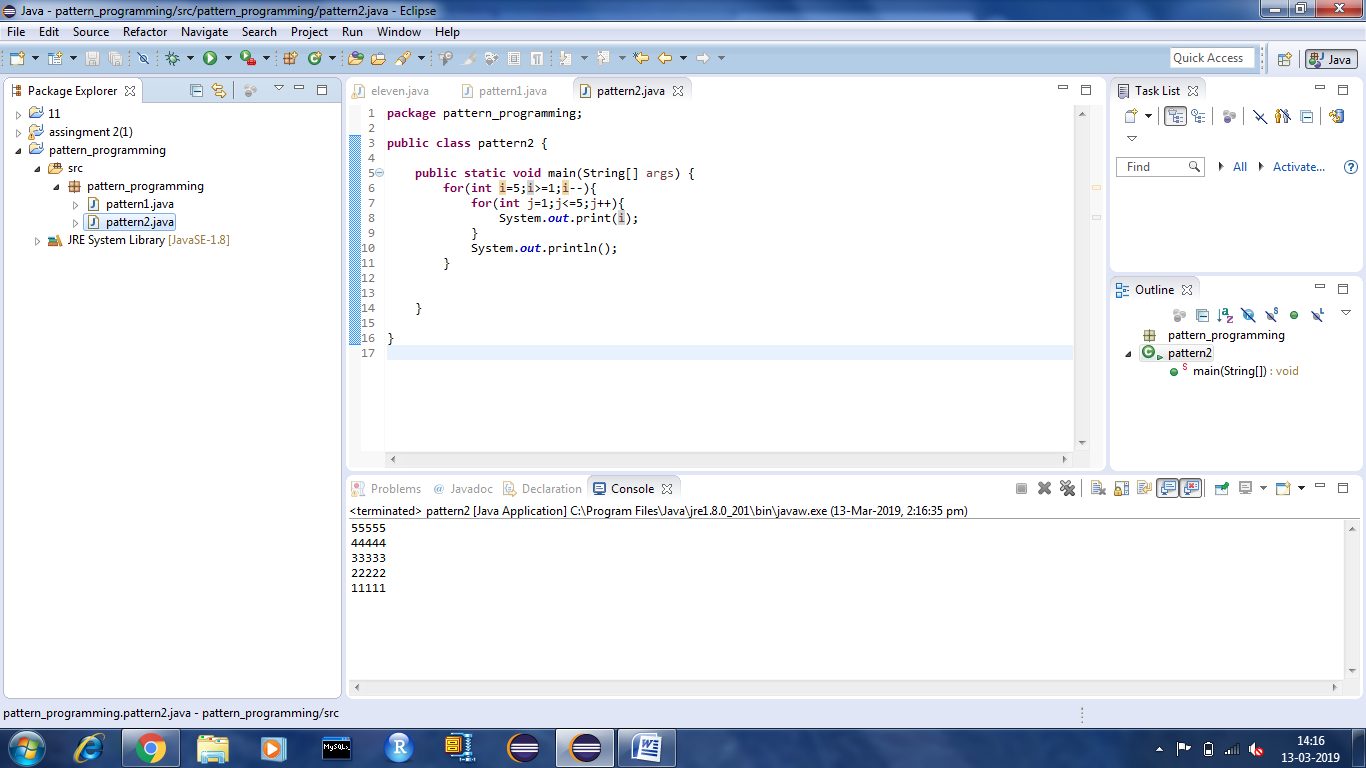 Java - pattern_programming/src/pattern_programming/pattern2.java - Eclipse
File Edit Source Refactor Navigate Search Project Run Window Help
Quick Access
Java
Package Explorer
11
assingment 2(1)
pattern_programming
src
pattern_programming
pattern1.java
pattern2.java
JRE System Library [JavaSE-1.8]
eleven.java pattern1.java pattern2.java
1 package pattern_programming;
2
3 public class pattern2 {
4
5 public static void main(String[] args) {
6 for(int i=5;i>=1;i--){
7 for(int j=1;j<=5;j++){
8 System.out.print(i);
9 }
10 System.out.println();
11 }
12
13
14 }
15
16 }
17
Task List
Find All Activate...
Outline
pattern_programming
pattern2
main(String[]) : void
Problems Javadoc Declaration Console
<terminated> pattern2 [Java Application] C:\Program Files\Java\jre1.8.0_201\bin\javaw.exe (13-Mar-2019, 2:16:35 pm)
55555
44444
33333
22222
11111
pattern_programming.pattern2.java - pattern_programming/src
MySQL
R
W
14:16
13-03-2019